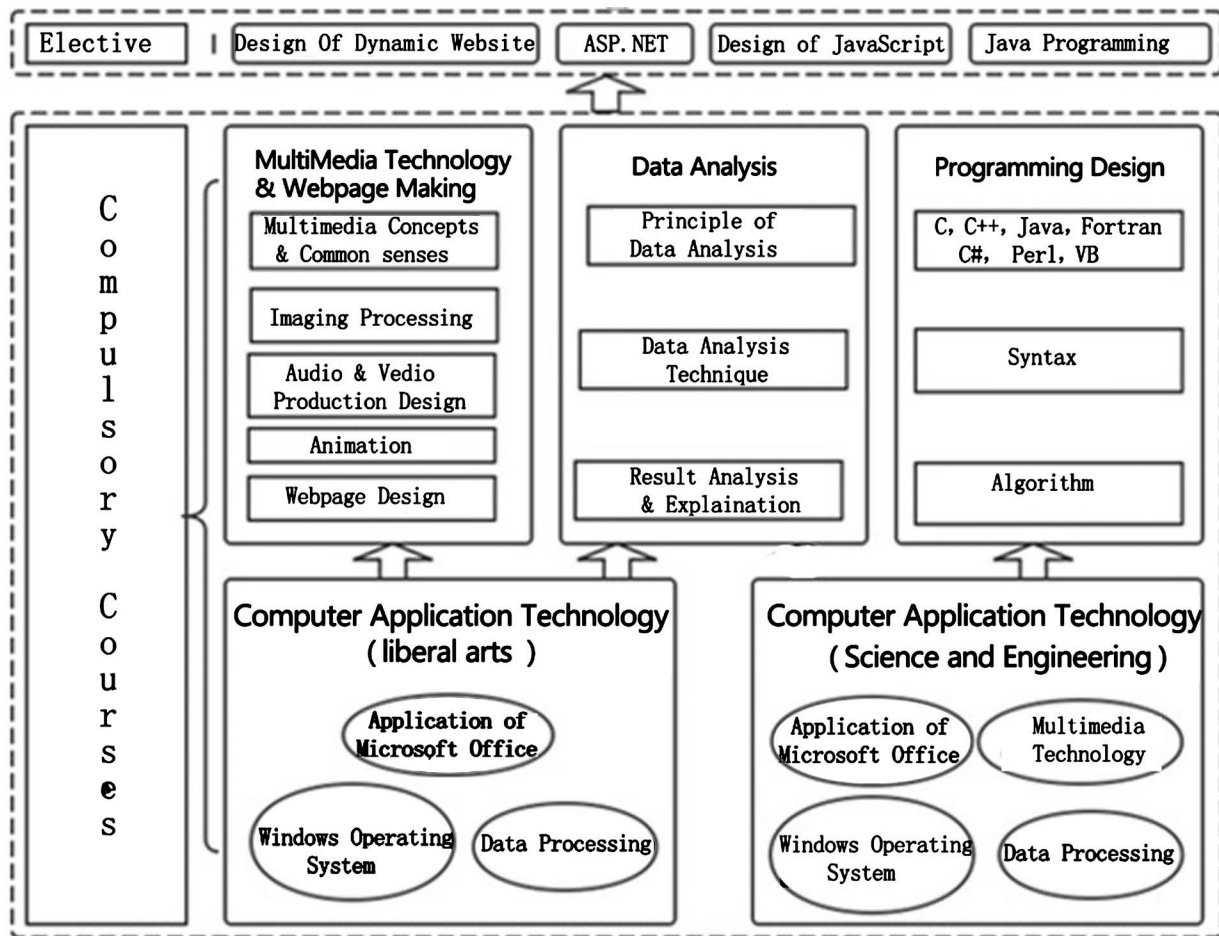 Elective
Design Of Dynamic Website
ASP.NET
Design of JavaScript
Java Programming
Compulsory Courses
MultiMedia Technology
& Webpage Making
Multimedia Concepts
& Common senses
Imaging Processing
Audio & Vedio
Production Design
Animation
Webpage Design
Data Analysis
Principle of
Data Analysis
Data Analysis
Technique
Result Analysis
& Explaination
Programming Design
C, C++, Java, Fortran
C#, Perl, VB
Syntax
Algorithm
Computer Application Technology
(liberal arts)
Application of
Microsoft Office
Windows Operating
System
Data Processing
Computer Application Technology
(Science and Engineering)
Application of
Microsoft Office
Multimedia
Technology
Windows Operating
System
Data Processing